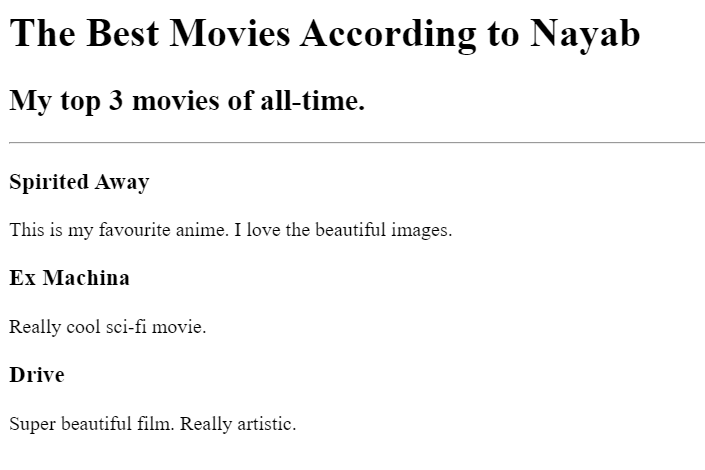 The Best Movies According to Nayab
My top 3 movies of all-time.
Spirited Away
This is my favourite anime. I love the beautiful images.
Ex Machina
Really cool sci-fi movie.
Drive
Super beautiful film. Really artistic.